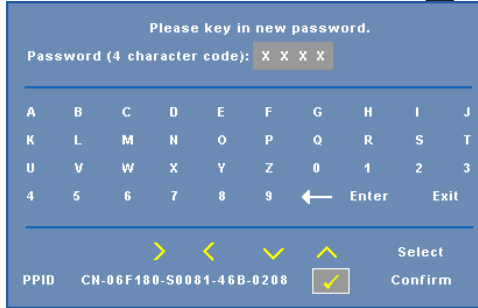 Please key in new password.
Password (4 character code): X X X X
A B C D E F G H I J
K L M N O P Q R S T
U V W X Y Z 0 1 2 3
4 5 6 7 8 9 ← Enter Exit
Select
PPID CN-06F180-S0081-46B-0208 Confirm